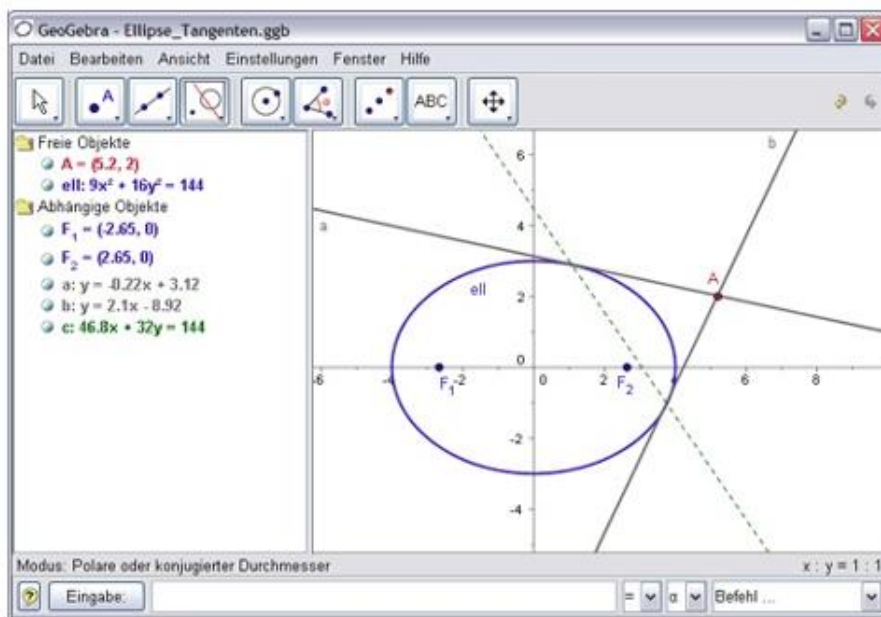 GeoGebra - Ellipse_Tangenten.ggb
Datei Bearbeiten Ansicht Einstellungen Fenster Hilfe
A ABC
Freie Objekte
A = (5.2, 2)
ell: 9x² + 16y² = 144
Abhängige Objekte
F₁ = (-2.65, 0)
F₂ = (2.65, 0)
a: y = -0.22x + 3.12
b: y = 2.1x - 8.92
c: 46.8x + 32y = 144
b
6
a
4
A
ell
2
0
F₁ F₂
-6 -2 0 2 4 6 8
-2
-4
Modus: Polare oder konjugierter Durchmesser x : y = 1 : 1
? Eingabe: = α Befehl ...